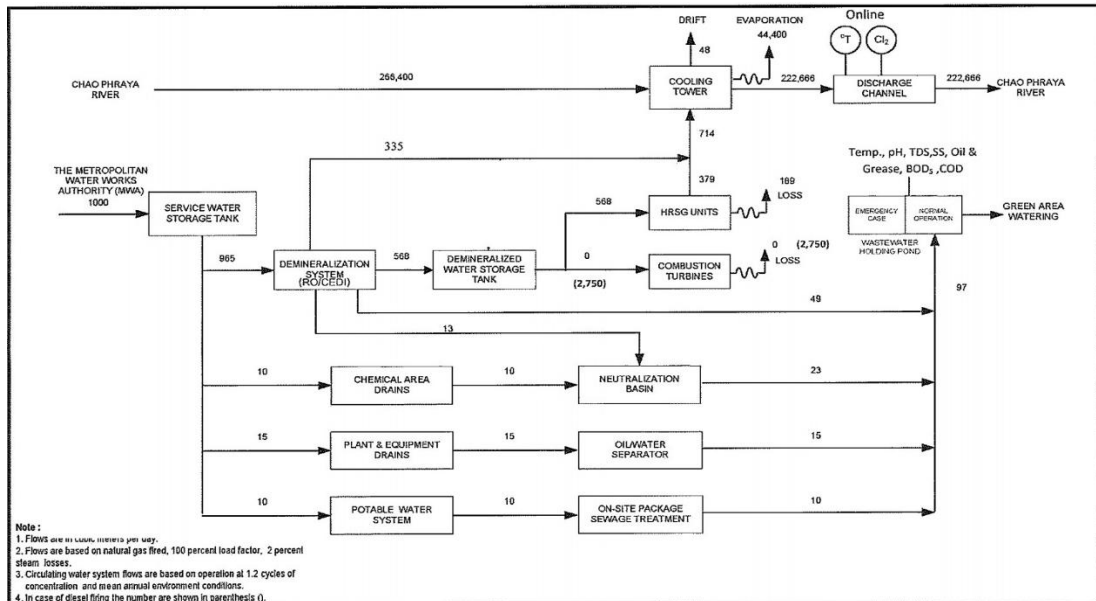 Online
DRIFT
EVAPORATION
44,400
°T
Cl₂
48
CHAO PHRAYA
RIVER
266,400
COOLING
TOWER
222,666
DISCHARGE
CHANNEL
222,666
CHAO PHRAYA
RIVER
714
335
Temp., pH, TDS,SS, Oil &
Grease, BOD₅ ,COD
THE METROPOLITAN
WATER WORKS
AUTHORITY (MWA)
1000
SERVICE WATER
STORAGE TANK
379
189
LOSS
568
HRSG UNITS
EMERGENCY
CASE
NORMAL
OPERATION
GREEN AREA
WATERING
WASTEWATER
HOLDING POND
965
DEMINERALIZATION
SYSTEM
(RO/CEDI)
568
DEMINERALIZED
WATER STORAGE
TANK
0
(2,750)
COMBUSTION
TURBINES
0 (2,750)
LOSS
49
97
13
10
CHEMICAL AREA
DRAINS
10
NEUTRALIZATION
BASIN
23
15
PLANT & EQUIPMENT
DRAINS
15
OIL/WATER
SEPARATOR
15
10
POTABLE WATER
SYSTEM
10
ON-SITE PACKAGE
SEWAGE TREATMENT
10
Note :
1. Flows are in cubic meters per day.
2. Flows are based on natural gas fired, 100 percent load factor, 2 percent
steam losses.
3. Circulating water system flows are based on operation at 1.2 cycles of
concentration and mean annual environment conditions.
4. In case of diesel firing the number are shown in parenthesis ().